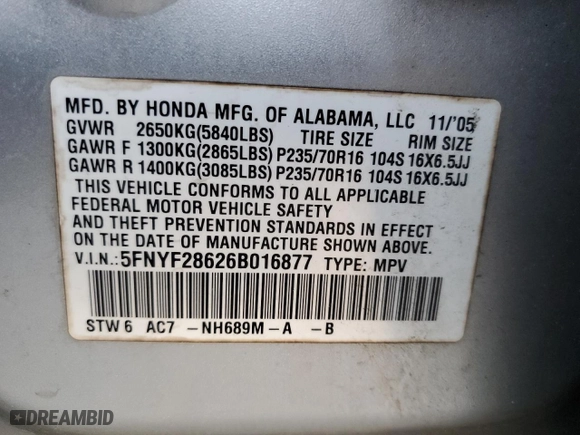 MFD. BY HONDA MFG. OF ALABAMA, LLC 11/'05
GVWR 2650KG(5840LBS) TIRE SIZE RIM SIZE
GAWR F 1300KG(2865LBS) P235/70R16 104S 16X6.5JJ
GAWR R 1400KG(3085LBS) P235/70R16 104S 16X6.5JJ
THIS VEHICLE CONFORMS TO ALL APPLICABLE
FEDERAL MOTOR VEHICLE SAFETY
AND THEFT PREVENTION STANDARDS IN EFFECT
ON THE DATE OF MANUFACTURE SHOWN ABOVE.
V.I.N.: 5FNYF28626B016877 TYPE: MPV
STW 6 AC7 -NH689M-A -B
DREAMBID